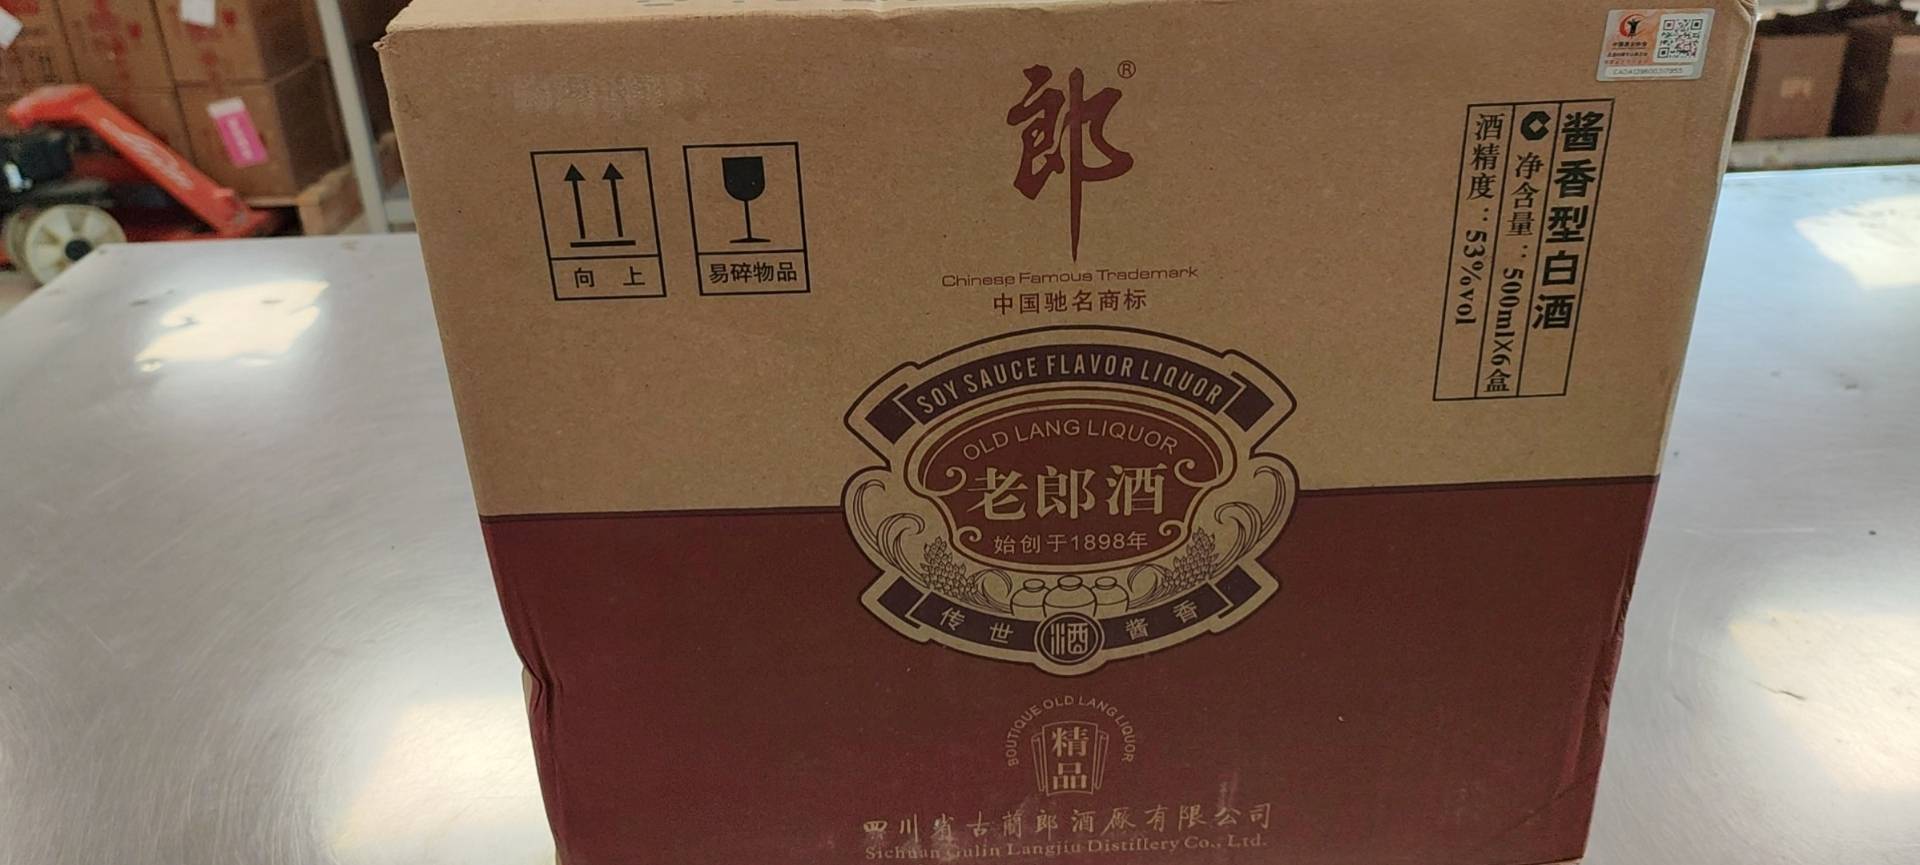 郎®
Chinese Famous Trademark
中国驰名商标
向 上
易碎物品
酱香型白酒
净含量：500ml×6盒
酒精度：53%vol
SOY SAUCE FLAVOR LIQUOR
OLD LANG LIQUOR
老郎酒
始创于1898年
传世 酒 酱香
BOUTIQUE OLD LANG LIQUOR
精品
四川省古蔺郎酒厂有限公司
Sichuan Gulin Langjiu Distillery Co., Ltd.